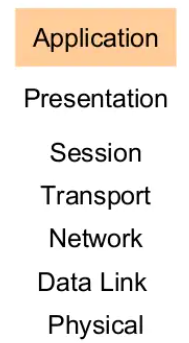 Application
Presentation
Session
Transport
Network
Data Link
Physical